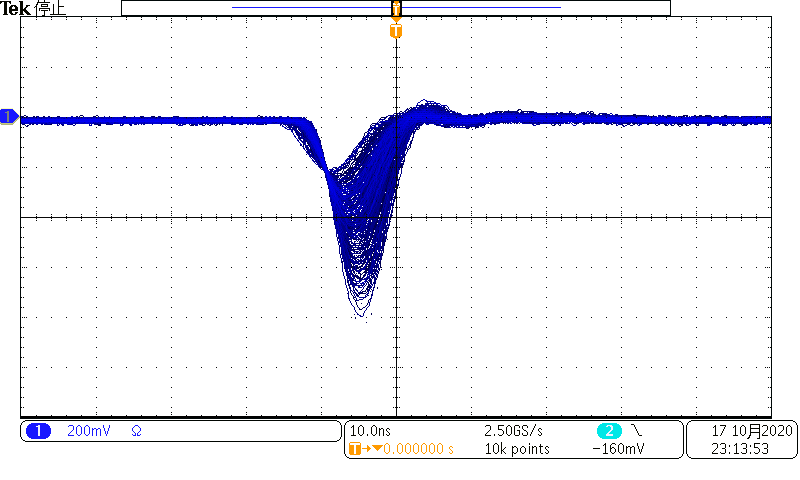 Tek 停止
T
T
1
1 200mV Ω
10.0ns 2.50GS/s 2
T→▼0.000000 s 10k points −160mV
17 10月2020
23:13:53